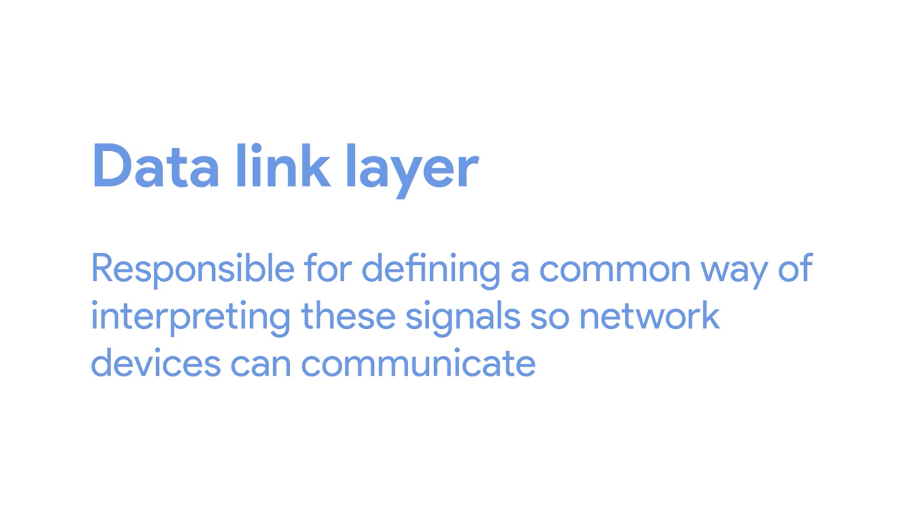 Data link layer
Responsible for defining a common way of
interpreting these signals so network
devices can communicate